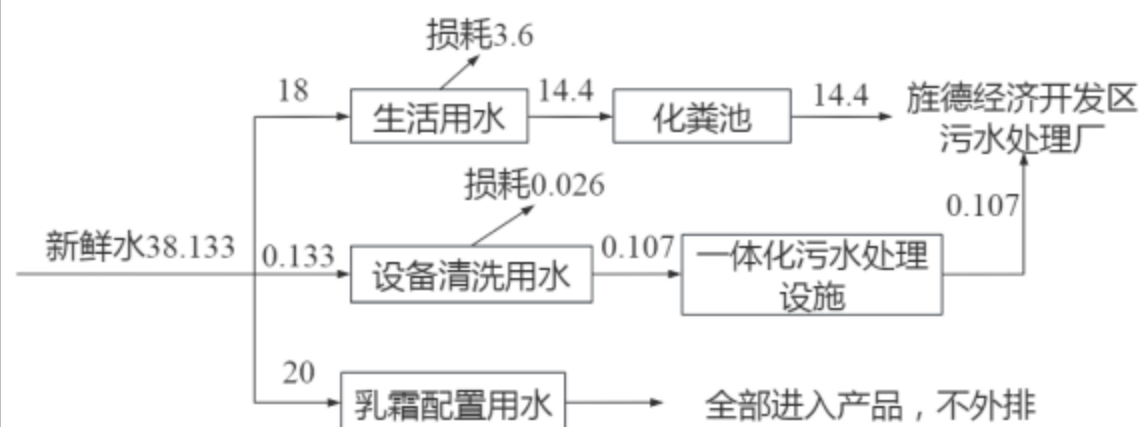 损耗3.6
18
生活用水
14.4
化粪池
14.4
旌德经济开发区
污水处理厂
损耗0.026
0.107
新鲜水38.133
0.133
设备清洗用水
0.107
一体化污水处理
设施
20
乳霜配置用水
全部进入产品，不外排